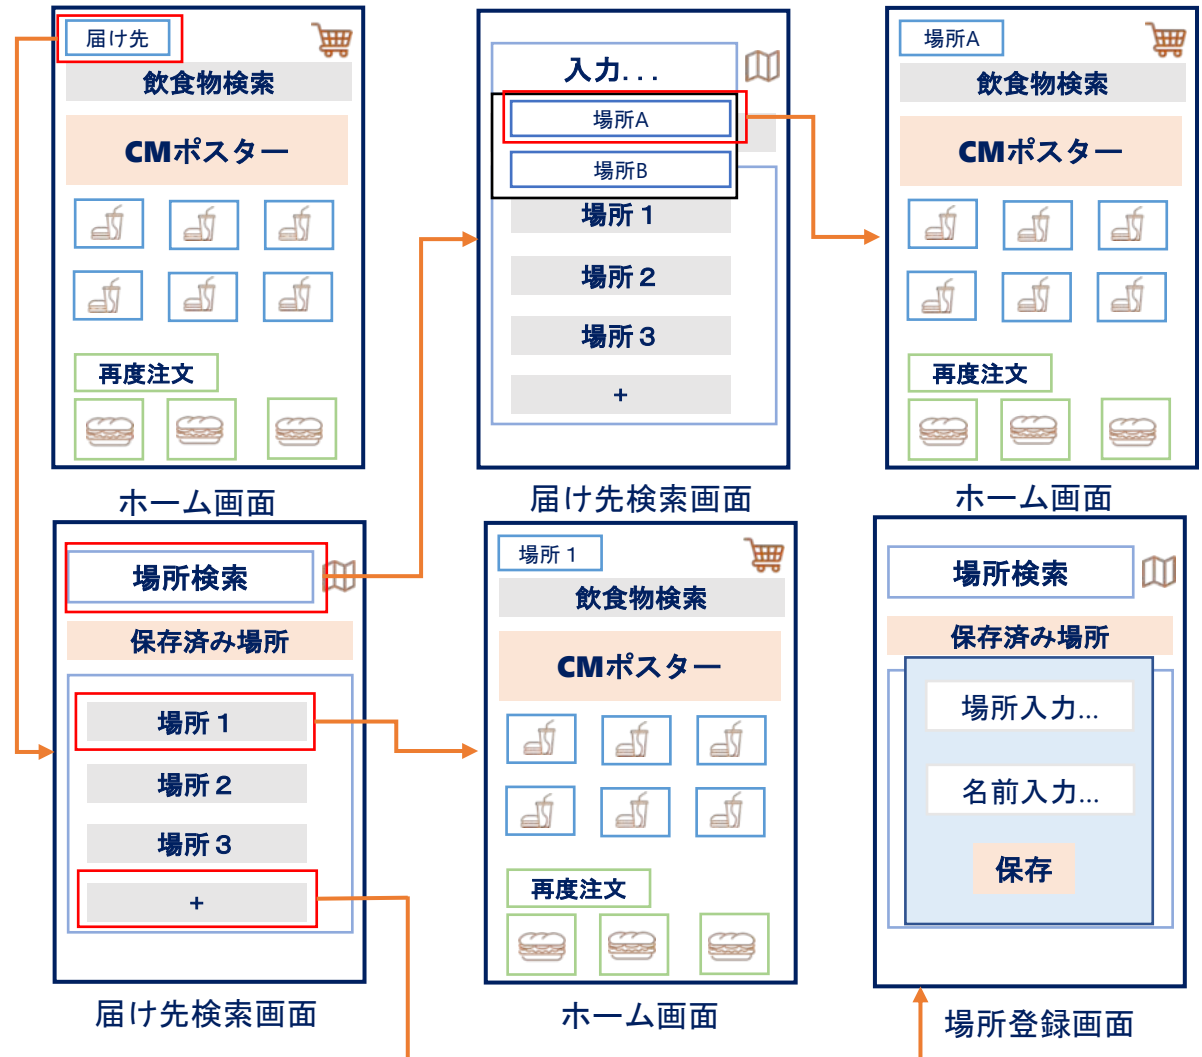 届け先
飲食物検索
CMポスター
再度注文
ホーム画面
入力...
場所A
場所B
場所１
場所２
場所３
+
届け先検索画面
場所A
飲食物検索
CMポスター
再度注文
ホーム画面
場所検索
保存済み場所
場所１
場所２
場所３
+
届け先検索画面
場所１
飲食物検索
CMポスター
再度注文
ホーム画面
場所検索
保存済み場所
場所入力...
名前入力...
保存
場所登録画面